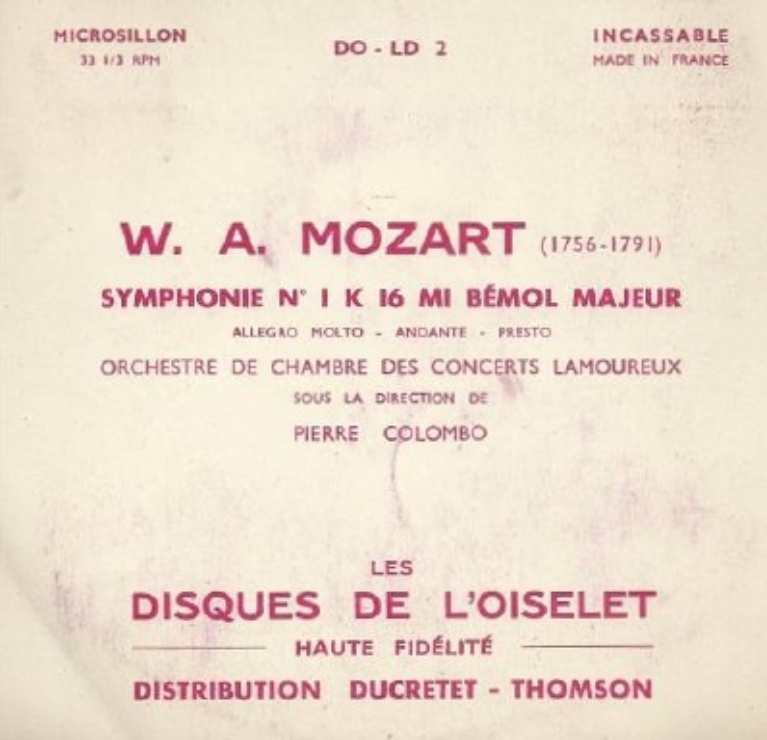 MICROSILLON
33 1/3 RPM
DO - LD 2
INCASSABLE
MADE IN FRANCE
W. A. MOZART (1756-1791)
SYMPHONIE N° 1 K 16 MI BÉMOL MAJEUR
ALLEGRO MOLTO - ANDANTE - PRESTO
ORCHESTRE DE CHAMBRE DES CONCERTS LAMOUREUX
SOUS LA DIRECTION DE
PIERRE COLOMBO
LES
DISQUES DE L'OISELET
HAUTE FIDÉLITÉ
DISTRIBUTION DUCRETET - THOMSON